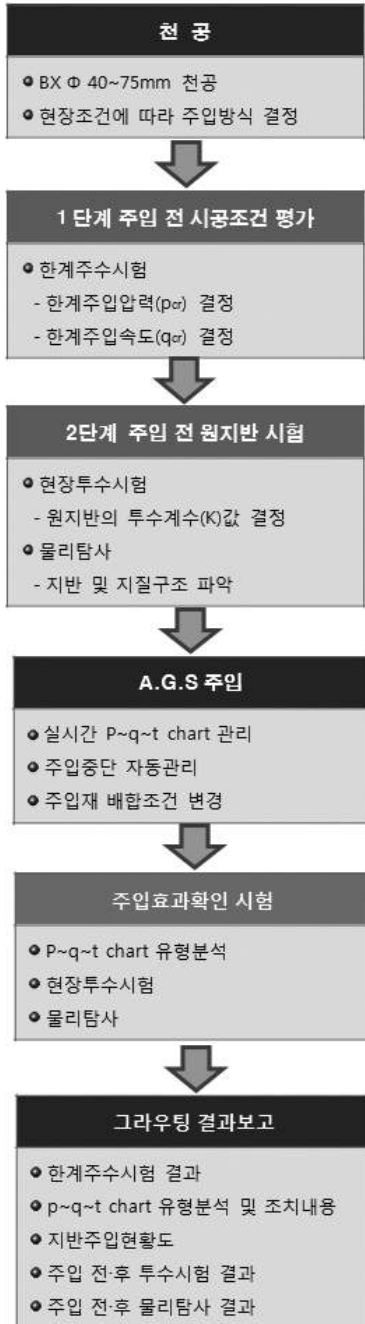 천 공
● BX Φ 40~75mm 천공
● 현장조건에 따라 주입방식 결정
1 단계 주입 전 시공조건 평가
● 한계주수시험
- 한계주입압력(pcr) 결정
- 한계주입속도(qcr) 결정
2단계 주입 전 원지반 시험
● 현장투수시험
- 원지반의 투수계수(K)값 결정
● 물리탐사
- 지반 및 지질구조 파악
A.G.S 주입
● 실시간 P~q~t chart 관리
● 주입중단 자동관리
● 주입재 배합조건 변경
주입효과확인 시험
● P~q~t chart 유형분석
● 현장투수시험
● 물리탐사
그라우팅 결과보고
● 한계주수시험 결과
● p~q~t chart 유형분석 및 조치내용
● 지반주입현황도
● 주입 전·후 투수시험 결과
● 주입 전·후 물리탐사 결과